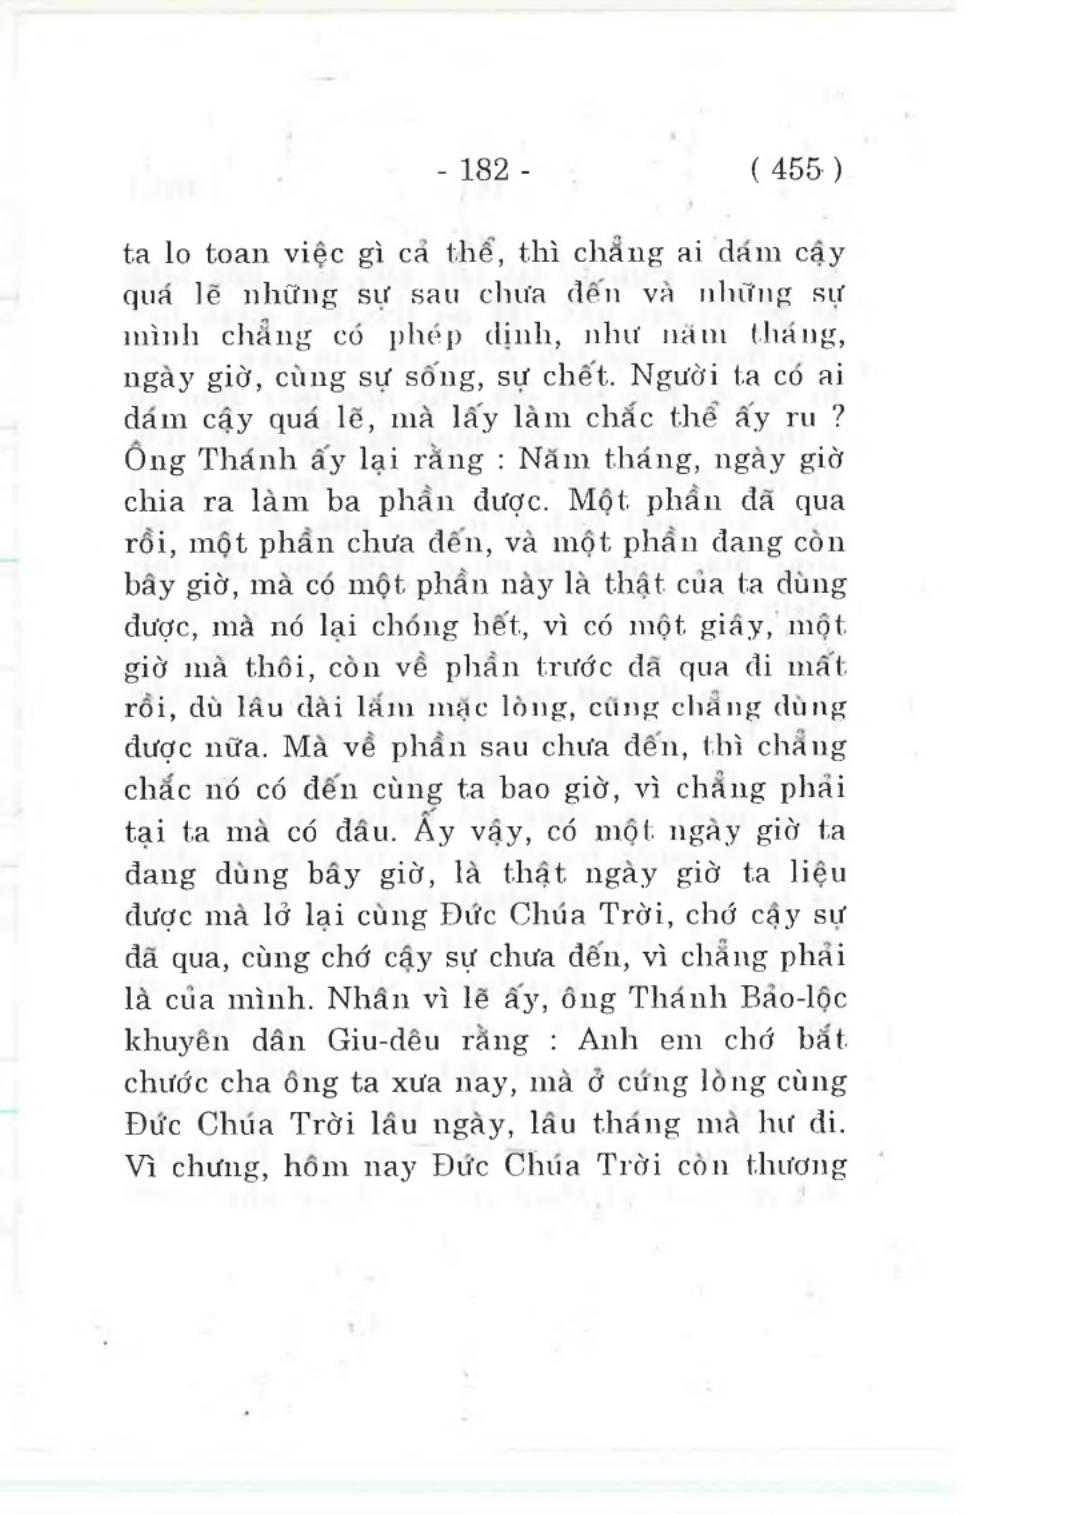 - 182 - ( 455 )
ta lo toan việc gì cả thể, thì chẳng ai dám cậy
quá lẽ những sự sau chưa đến và những sự
mình chẳng có phép định, như năm tháng,
ngày giờ, cùng sự sống, sự chết. Người ta có ai
dám cậy quá lẽ, mà lấy làm chắc thể ấy ru ?
Ông Thánh ấy lại rằng : Năm tháng, ngày giờ
chia ra làm ba phần được. Một phần đã qua
rồi, một phần chưa đến, và một phần đang còn
bây giờ, mà có một phần này là thật của ta dùng
được, mà nó lại chóng hết, vì có một giây, một
giờ mà thôi, còn về phần trước đã qua đi mất
rồi, dù lâu dài lắm mặc lòng, cũng chẳng dùng
được nữa. Mà về phần sau chưa đến, thì chẳng
chắc nó có đến cùng ta bao giờ, vì chẳng phải
tại ta mà có đâu. Ấy vậy, có một ngày giờ ta
đang dùng bây giờ, là thật ngày giờ ta liệu
được mà lở lại cùng Đức Chúa Trời, chớ cậy sự
đã qua, cùng chớ cậy sự chưa đến, vì chẳng phải
là của mình. Nhân vì lẽ ấy, ông Thánh Bảo-lộc
khuyên dân Giu-dêu rằng : Anh em chớ bắt
chước cha ông ta xưa nay, mà ở cứng lòng cùng
Đức Chúa Trời lâu ngày, lâu tháng mà hư đi.
Vì chưng, hôm nay Đức Chúa Trời còn thương